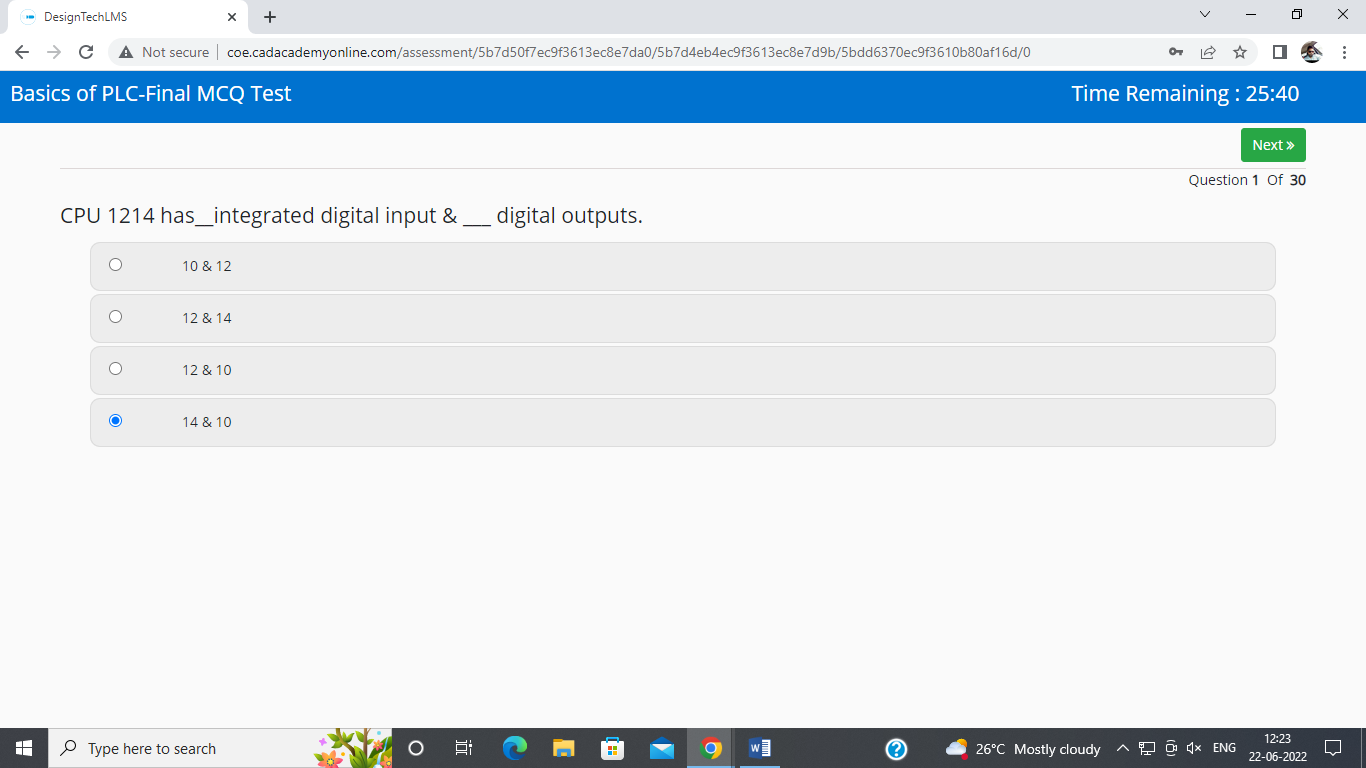 DesignTechLMS
Not secure coe.cadacademyonline.com/assessment/5b7d50f7ec9f3613ec8e7da0/5b7d4eb4ec9f3613ec8e7d9b/5bdd6370ec9f3610b80af16d/0
Basics of PLC-Final MCQ Test Time Remaining : 25:40
Next »
Question 1 Of 30
CPU 1214 has__integrated digital input & ___ digital outputs.
10 & 12
12 & 14
12 & 10
14 & 10
Type here to search 26°C Mostly cloudy ENG 12:23
22-06-2022